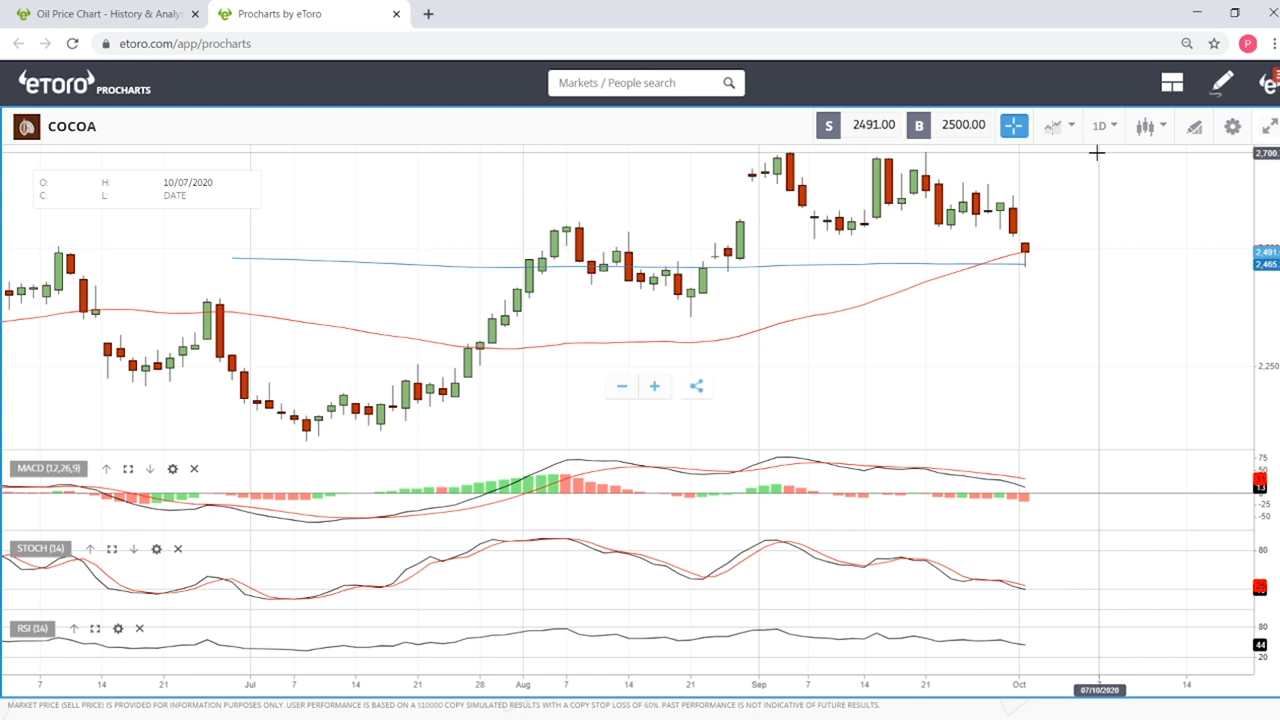 Oil Price Chart - History & Analy
Procharts by eToro
etoro.com/app/procharts
P
eTORO PROCHARTS
Markets / People search
COCOA
S 2491.00 B 2500.00 1D
O: H: 10/07/2020
C: L: DATE
2,700.
2,491
2,465.
2,250
MACD (12,26,9)
75
50
-25
-50
STOCH (14)
80
25
RSI (14)
80
44
20
7 14 21 Jul 7 14 21 28 Aug 7 14 21 Sep 7 14 21 Oct 14
07/10/2020
MARKET PRICE (SELL PRICE) IS PROVIDED FOR INFORMATION PURPOSES ONLY. USER PERFORMANCE IS BASED ON A $10000 COPY SIMULATED RESULTS WITH A COPY STOP LOSS OF 60%. PAST PERFORMANCE IS NOT INDICATIVE OF FUTURE RESULTS.